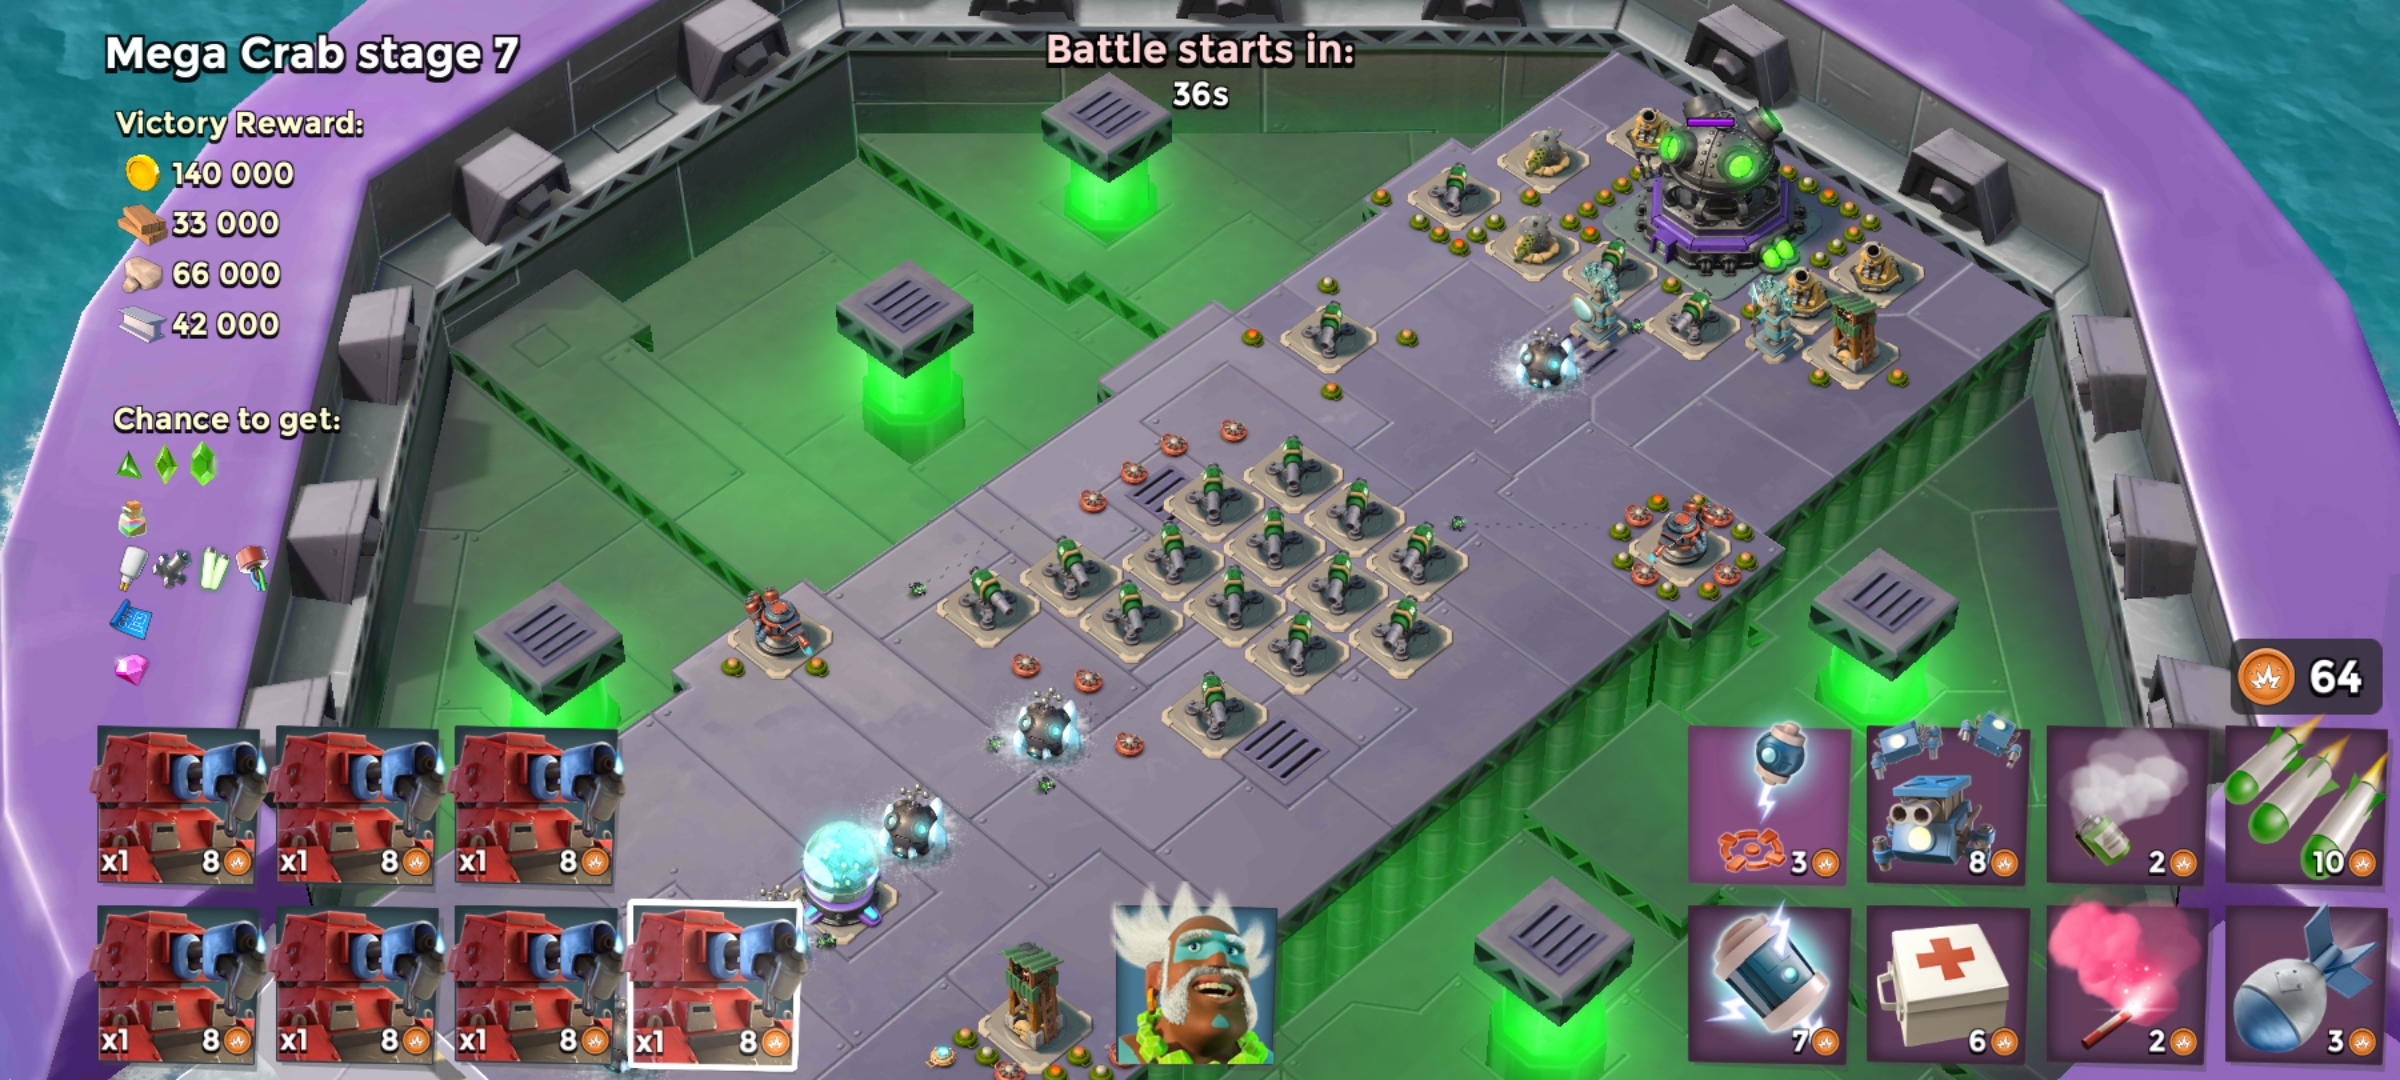 Mega Crab stage 7
Battle starts in:
36s
Victory Reward:
140 000
33 000
66 000
42 000
Chance to get:
64
x1 8
x1 8
x1 8
3
8
2
10
x1 8
x1 8
x1 8
x1 8
7
6
2
3